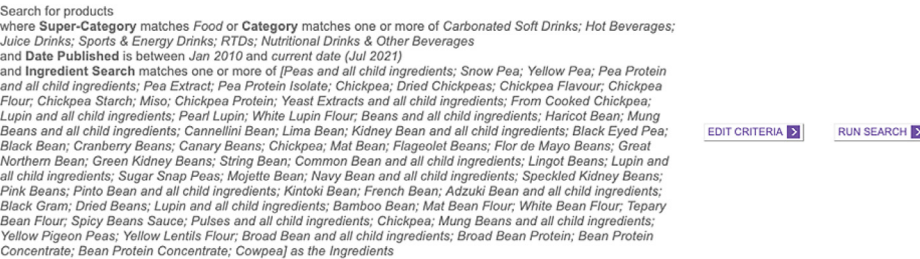 Search for products
where Super-Category matches Food or Category matches one or more of Carbonated Soft Drinks; Hot Beverages;
Juice Drinks; Sports & Energy Drinks; RTDs; Nutritional Drinks & Other Beverages
and Date Published is between Jan 2010 and current date (Jul 2021)
and Ingredient Search matches one or more of [Peas and all child ingredients; Snow Pea; Yellow Pea; Pea Protein
and all child ingredients; Pea Extract; Pea Protein Isolate; Chickpea; Dried Chickpeas; Chickpea Flavour; Chickpea
Flour; Chickpea Starch; Miso; Chickpea Protein; Yeast Extracts and all child ingredients; From Cooked Chickpea;
Lupin and all child ingredients; Pearl Lupin; White Lupin Flour; Beans and all child ingredients; Haricot Bean; Mung
Beans and all child ingredients; Cannellini Bean; Lima Bean; Kidney Bean and all child ingredients; Black Eyed Pea;
Black Bean; Cranberry Beans; Canary Beans; Chickpea; Mat Bean; Flageolet Beans; Flor de Mayo Beans; Great
Northern Bean; Green Kidney Beans; String Bean; Common Bean and all child ingredients; Lingot Beans; Lupin and
all child ingredients; Sugar Snap Peas; Mojette Bean; Navy Bean and all child ingredients; Speckled Kidney Beans;
Pink Beans; Pinto Bean and all child ingredients; Kintoki Bean; French Bean; Adzuki Bean and all child ingredients;
Black Gram; Dried Beans; Lupin and all child ingredients; Bamboo Bean; Mat Bean Flour; White Bean Flour; Tepary
Bean Flour; Spicy Beans Sauce; Pulses and all child ingredients; Chickpea; Mung Beans and all child ingredients;
Yellow Pigeon Peas; Yellow Lentils Flour; Broad Bean and all child ingredients; Broad Bean Protein; Bean Protein
Concentrate; Bean Protein Concentrate; Cowpea] as the Ingredients
EDIT CRITERIA
RUN SEARCH